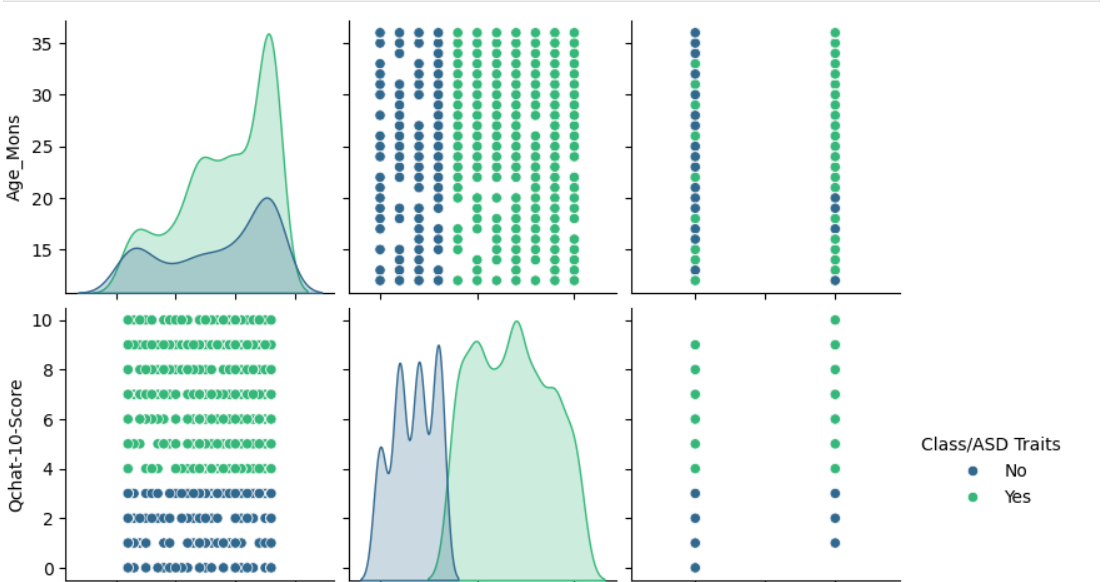 Age_Mons
35
30
25
20
15
Qchat-10-Score
10
8
6
4
2
0
Class/ASD Traits
No
Yes